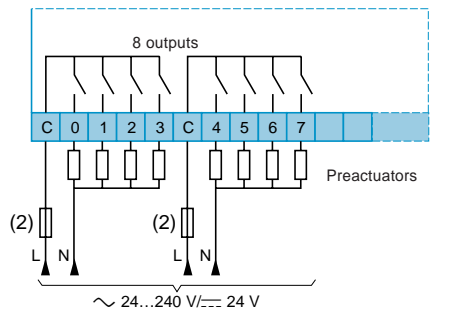 8 outputs
C 0 1 2 3 C 4 5 6 7
Preactuators
(2) (2)
L N L N
∼ 24...240 V/⎓ 24 V